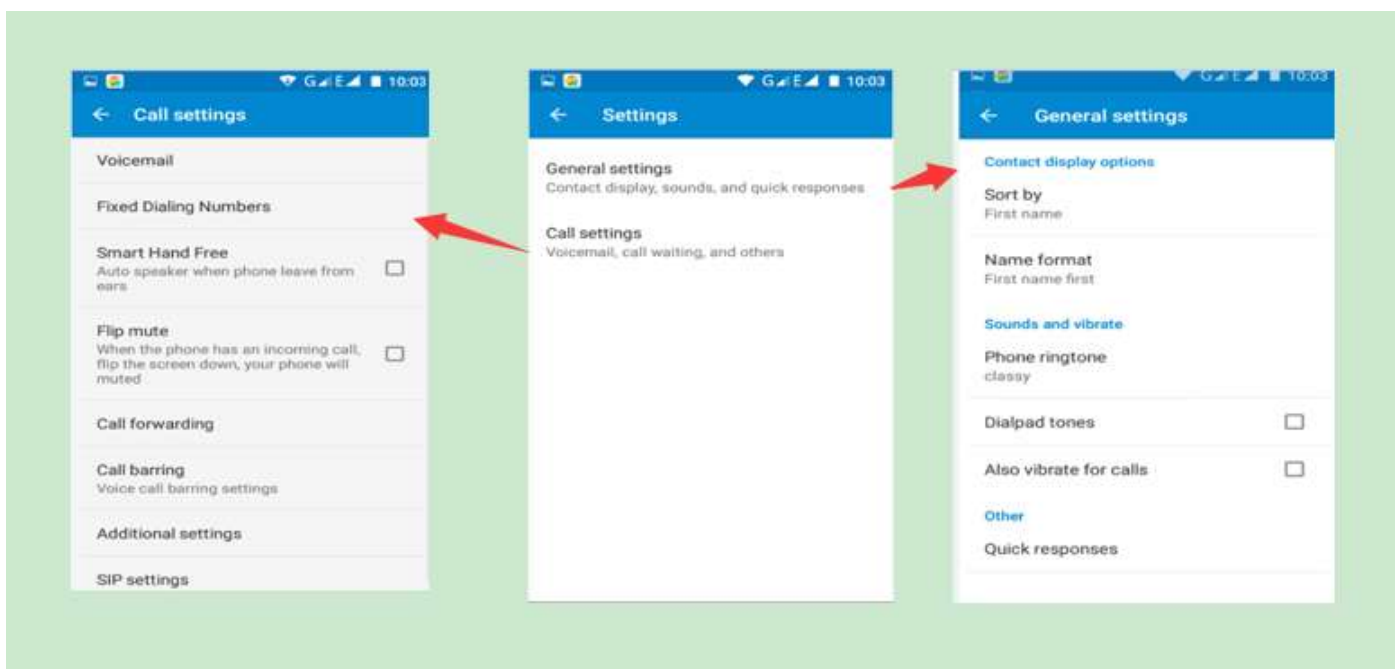 G E 10:03
Call settings
Voicemail
Fixed Dialing Numbers
Smart Hand Free
Auto speaker when phone leave from
ears
Flip mute
When the phone has an incoming call,
flip the screen down, your phone will
muted
Call forwarding
Call barring
Voice call barring settings
Additional settings
SIP settings
G E 10:03
Settings
General settings
Contact display, sounds, and quick responses
Call settings
Voicemail, call waiting, and others
G E 10:03
General settings
Contact display options
Sort by
First name
Name format
First name first
Sounds and vibrate
Phone ringtone
classy
Dialpad tones
Also vibrate for calls
Other
Quick responses